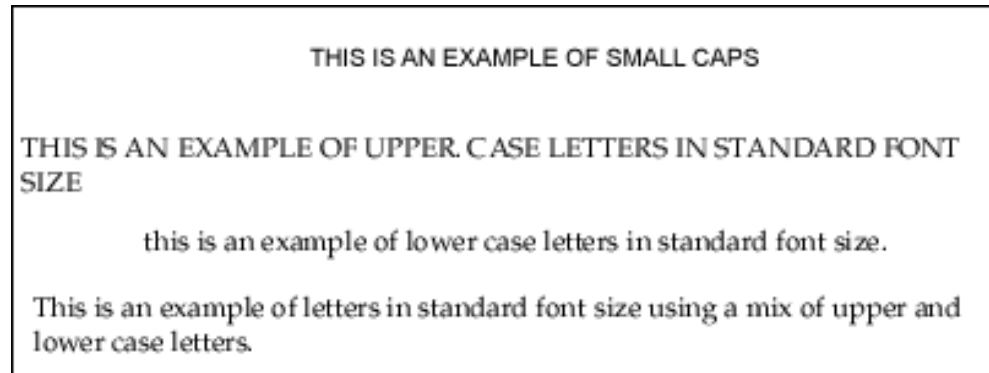 THIS IS AN EXAMPLE OF SMALL CAPS
THIS IS AN EXAMPLE OF UPPER. CASE LETTERS IN STANDARD FONT
SIZE
this is an example of lower case letters in standard font size.
This is an example of letters in standard font size using a mix of upper and
lower case letters.